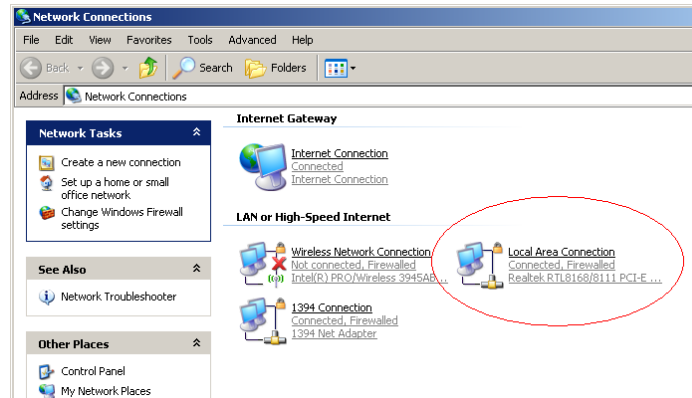 Network Connections
File Edit View Favorites Tools Advanced Help
Back Search Folders
Address Network Connections
Network Tasks
Create a new connection
Set up a home or small
office network
Change Windows Firewall
settings
See Also
Network Troubleshooter
Other Places
Control Panel
My Network Places
Internet Gateway
Internet Connection
Connected
Internet Connection
LAN or High-Speed Internet
Wireless Network Connection
Not connected, Firewalled
Intel(R) PRO/Wireless 3945AB...
Local Area Connection
Connected, Firewalled
Realtek RTL8168/8111 PCI-E ...
1394 Connection
Connected, Firewalled
1394 Net Adapter